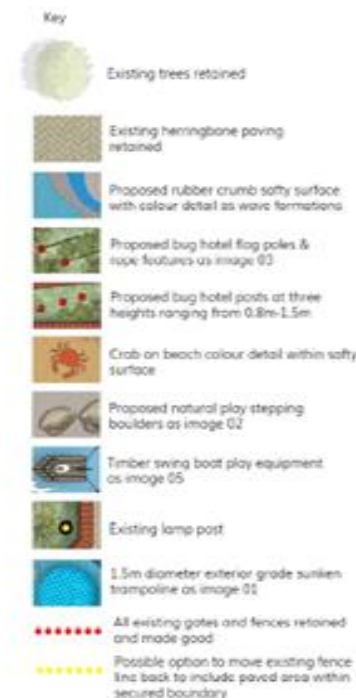 Key
Existing trees retained
Existing herringbone paving
retained
Proposed rubber crumb safty surface
with colour detail as wave formations
Proposed bug hotel flag poles &
rope features as image 03
Proposed bug hotel posts at three
heights ranging from 0.8m-1.5m
Crab on beach colour detail within safty
surface
Proposed natural play stepping
boulders as image 02
Timber swing boat play equipment
as image 05
Existing lamp post
1.5m diameter exterior grade sunken
trampoline as image 01
All existing gates and fences retained
and made good
Possible option to move existing fence
line back to include paved area within
secured boundary